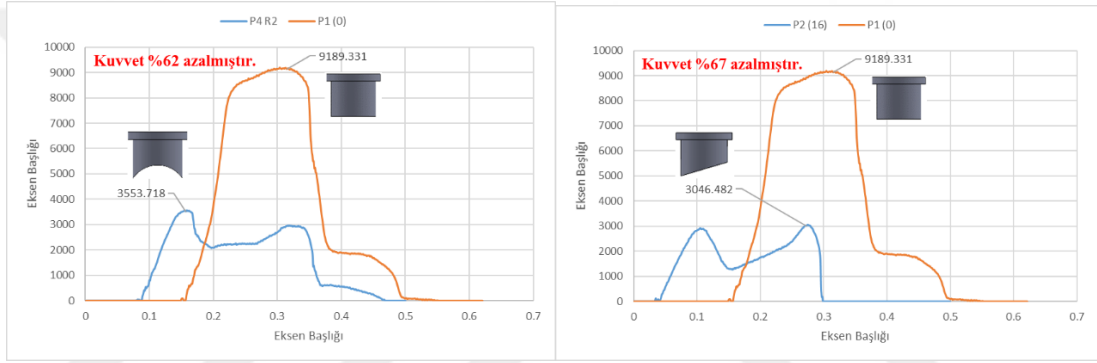 P4 R2 P1 (0)
10000
9000
8000
7000
6000
5000
4000
3000
2000
1000
0
Kuvvet %62 azalmıştır.
9189.331
3553.718
Eksen Başlığı
0 0.1 0.2 0.3 0.4 0.5 0.6 0.7
Eksen Başlığı
P2 (16) P1 (0)
10000
9000
8000
7000
6000
5000
4000
3000
2000
1000
0
Kuvvet %67 azalmıştır.
9189.331
3046.482
Eksen Başlığı
0 0.1 0.2 0.3 0.4 0.5 0.6 0.7
Eksen Başlığı